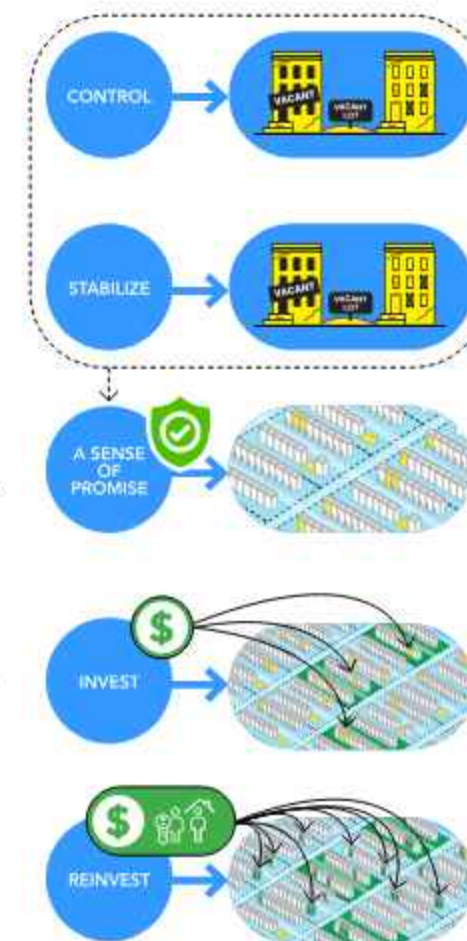 CONTROL
VACANT
VACANT
LOT
STABILIZE
VACANT
VACANT
LOT
A SENSE
OF
PROMISE
$
INVEST
$
REINVEST